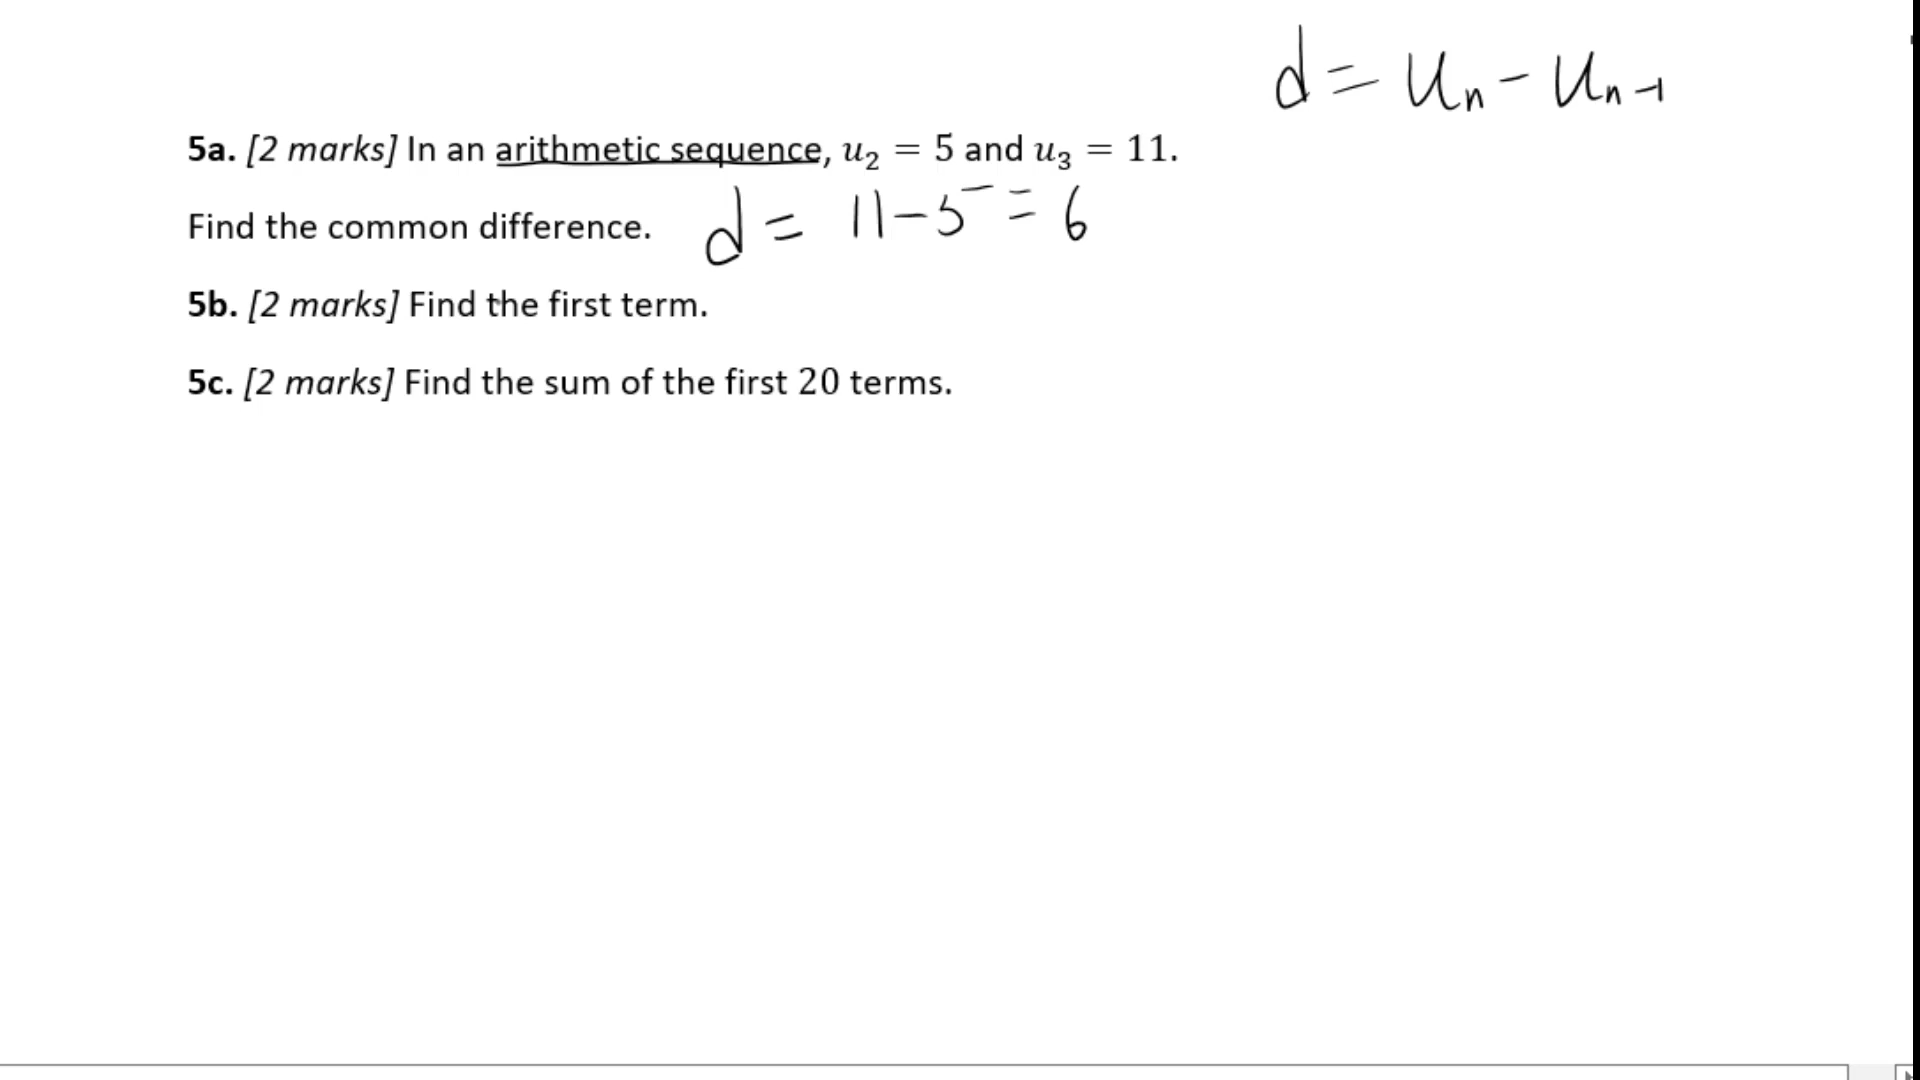 d = uₙ - uₙ₋₁
5a. [2 marks] In an arithmetic sequence, u₂ = 5 and u₃ = 11.
Find the common difference. d = 11 - 5 = 6
5b. [2 marks] Find the first term.
5c. [2 marks] Find the sum of the first 20 terms.